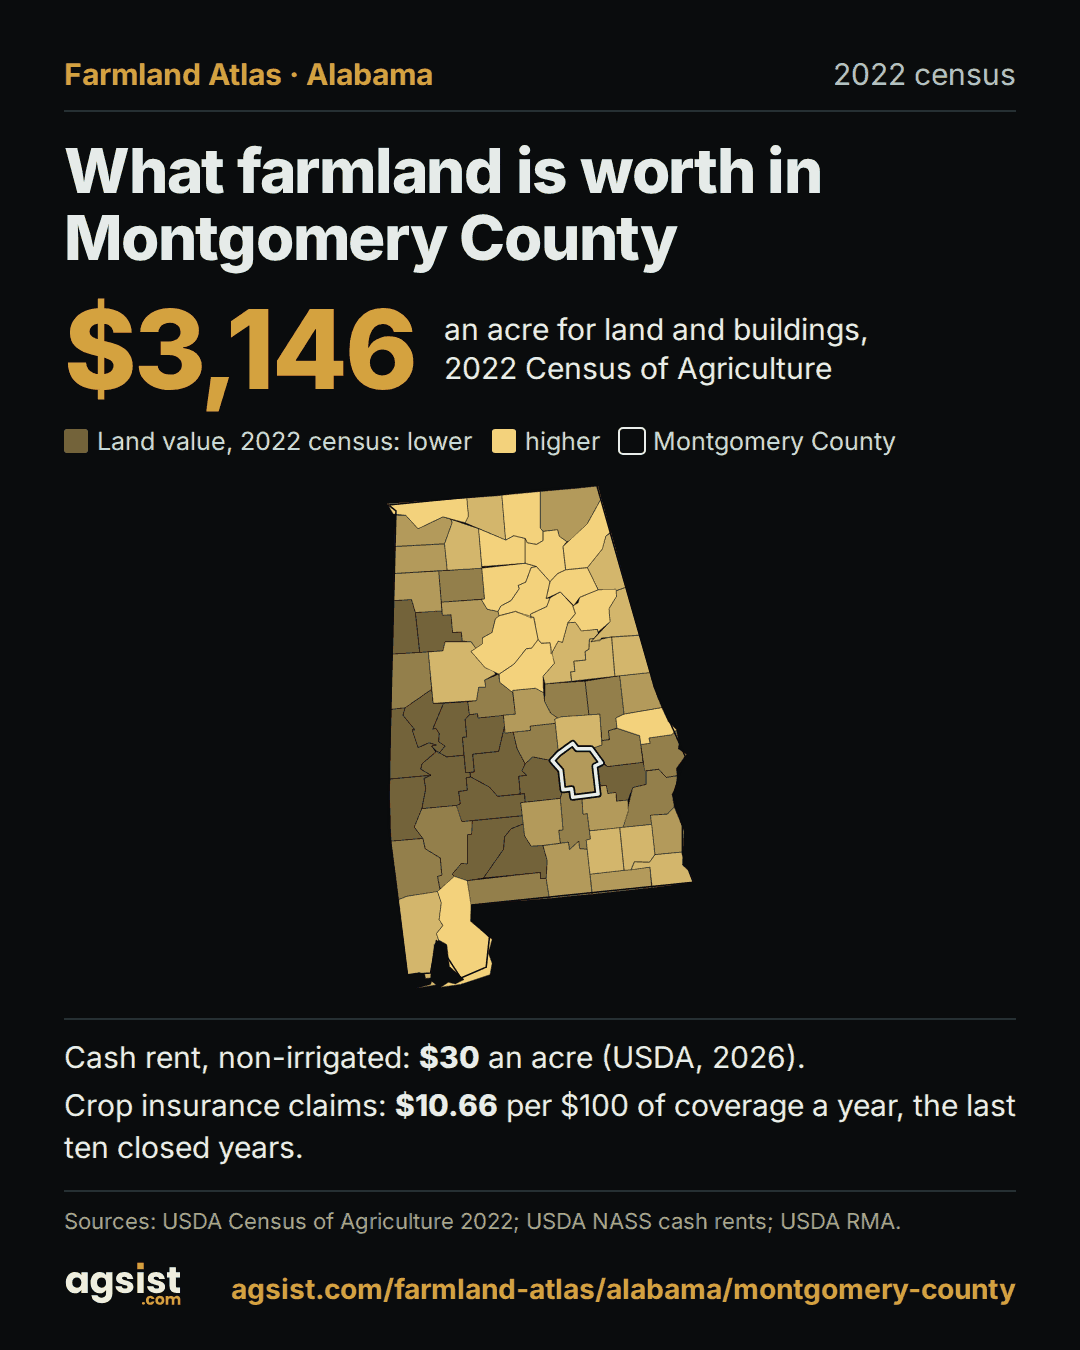 Farmland Atlas · Alabama
2022 census
What farmland is worth in
Montgomery County
$3,146
an acre for land and buildings,
2022 Census of Agriculture
Land value, 2022 census: lower
higher
Montgomery County
Cash rent, non-irrigated: $30 an acre (USDA, 2026).
Crop insurance claims: $10.66 per $100 of coverage a year, the last
ten closed years.
Sources: USDA Census of Agriculture 2022; USDA NASS cash rents; USDA RMA.
agsist
.com
agsist.com/farmland-atlas/alabama/montgomery-county